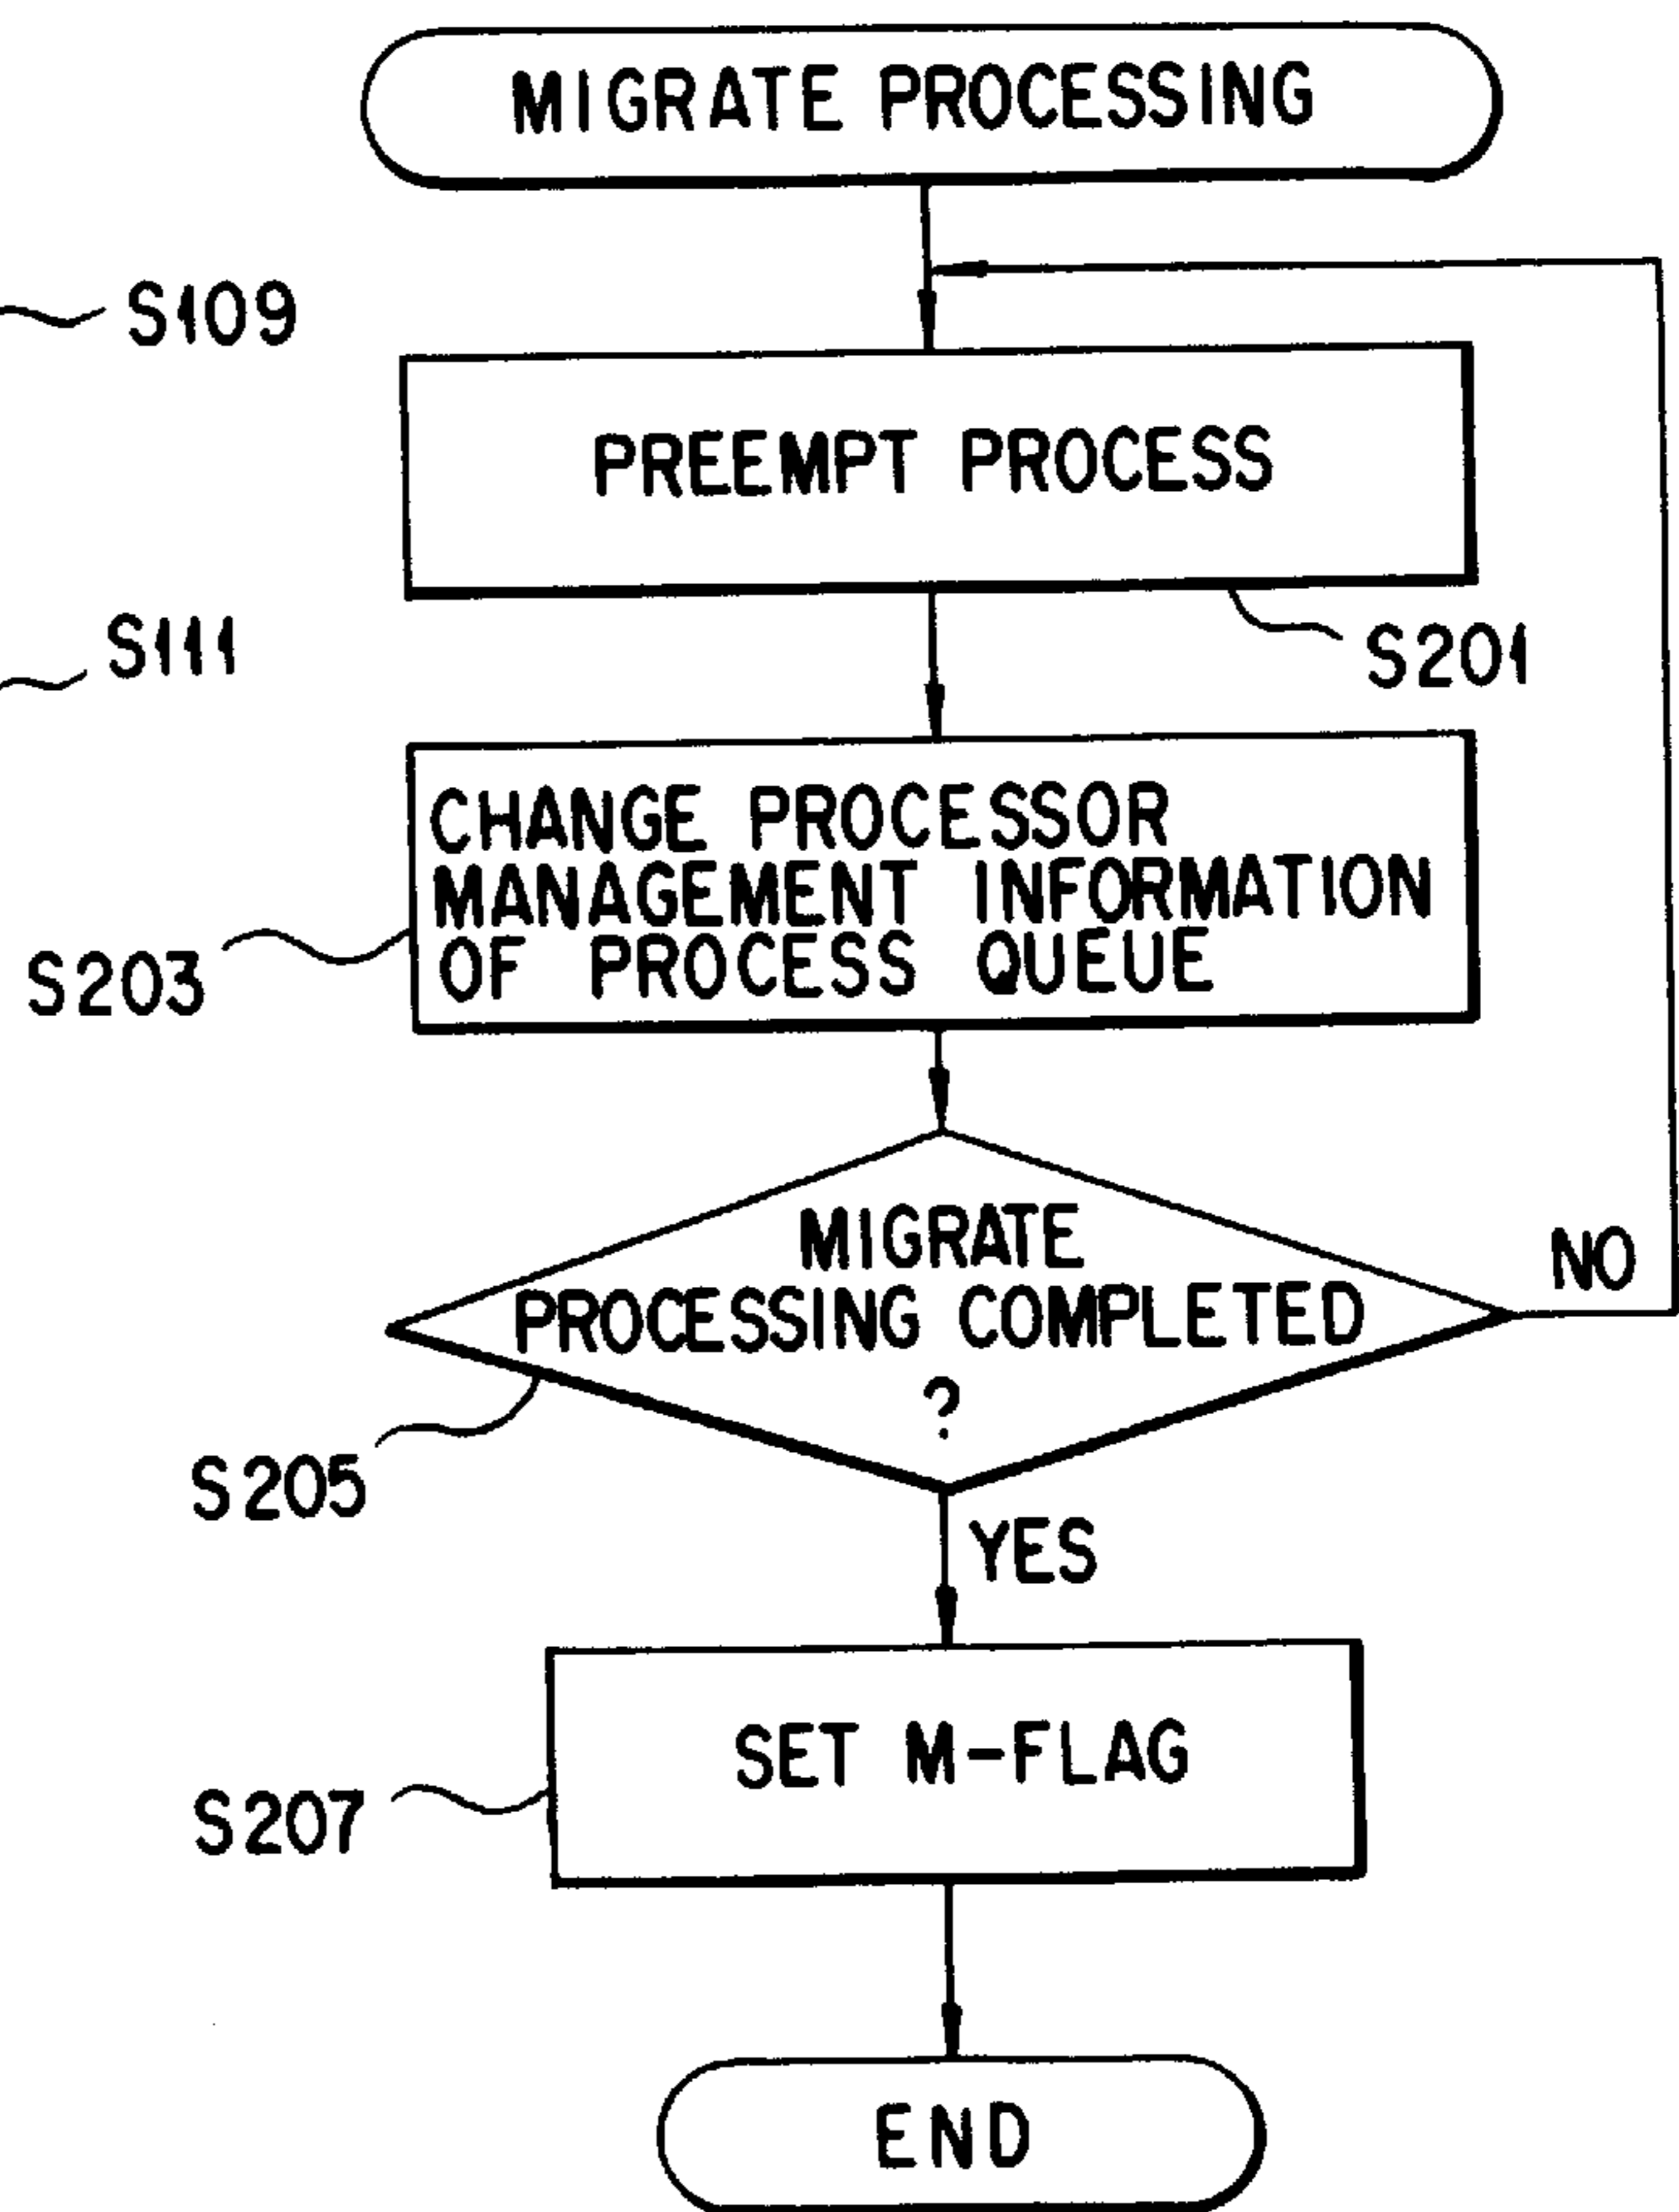 MIGRATE PROCESSING
S109
PREEMPT PROCESS
S111
S201
CHANGE PROCESSOR
MANAGEMENT INFORMATION
OF PROCESS QUEUE
S203
MIGRATE
PROCESSING COMPLETED
?
NO
S205
YES
SET M-FLAG
S207
END